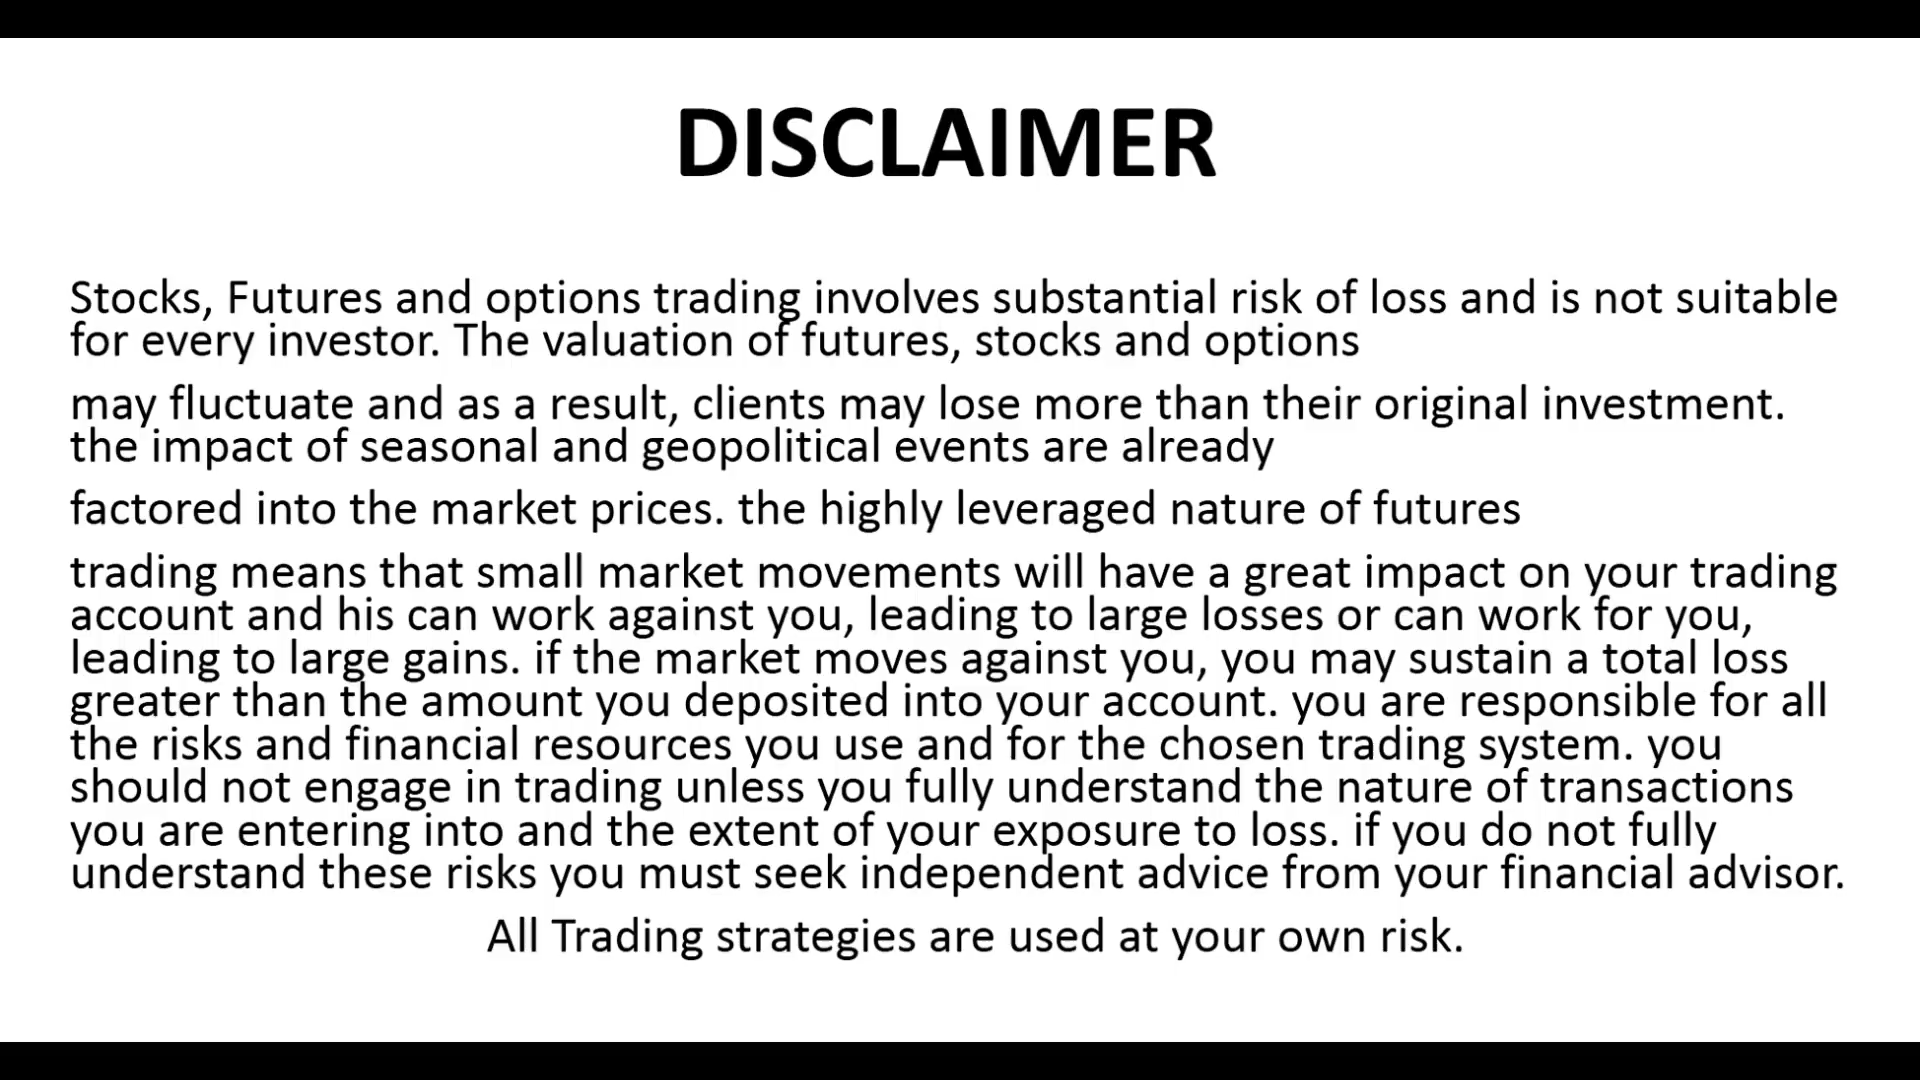 DISCLAIMER
Stocks, Futures and options trading involves substantial risk of loss and is not suitable
for every investor. The valuation of futures, stocks and options
may fluctuate and as a result, clients may lose more than their original investment.
the impact of seasonal and geopolitical events are already
factored into the market prices. the highly leveraged nature of futures
trading means that small market movements will have a great impact on your trading
account and his can work against you, leading to large losses or can work for you,
leading to large gains. if the market moves against you, you may sustain a total loss
greater than the amount you deposited into your account. you are responsible for all
the risks and financial resources you use and for the chosen trading system. you
should not engage in trading unless you fully understand the nature of transactions
you are entering into and the extent of your exposure to loss. if you do not fully
understand these risks you must seek independent advice from your financial advisor.
All Trading strategies are used at your own risk.